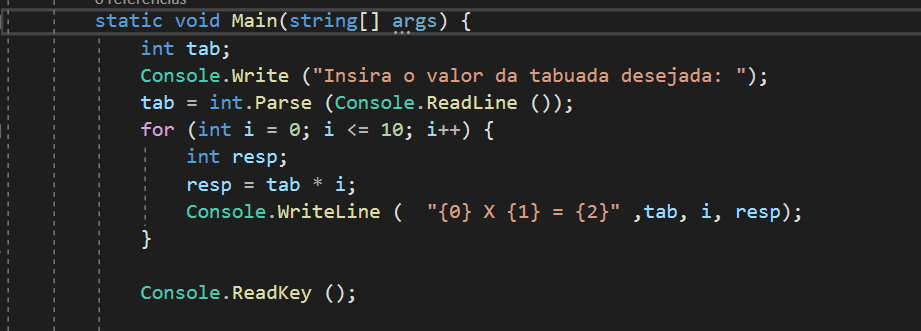 0 referências
static void Main(string[] args) {
int tab;
Console.Write ("Insira o valor da tabuada desejada: ");
tab = int.Parse (Console.ReadLine ());
for (int i = 0; i <= 10; i++) {
int resp;
resp = tab * i;
Console.WriteLine (  "{0} X {1} = {2}" ,tab, i, resp);
}
Console.ReadKey ();